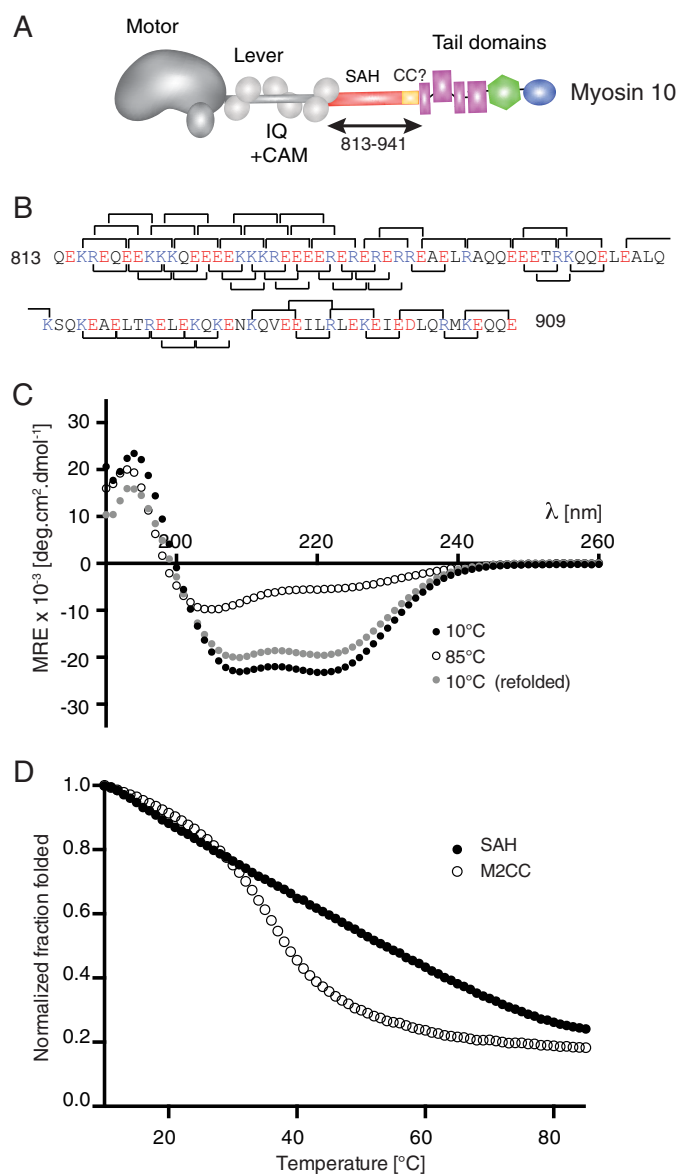 A
Motor
Lever
SAH
CC?
Tail domains
Myosin 10
IQ
+CAM
813-941
B
813 QEKREQEEKKKQEEEEKKKREEEERERERERREAELRAQQEEETRKQQELEALQ
KSQKEAELTRELEKQKENKQVEEILRLEKEIEDLQRMKEQQE 909
C
MRE x 10⁻³ [deg.cm².dmol⁻¹]
30
20
10
0
-10
-20
-30
200 220 240 260
λ [nm]
10°C
85°C
10°C (refolded)
D
Normalized fraction folded
1.0
0.8
0.6
0.4
0.2
0.0
SAH
M2CC
20 40 60 80
Temperature [°C]